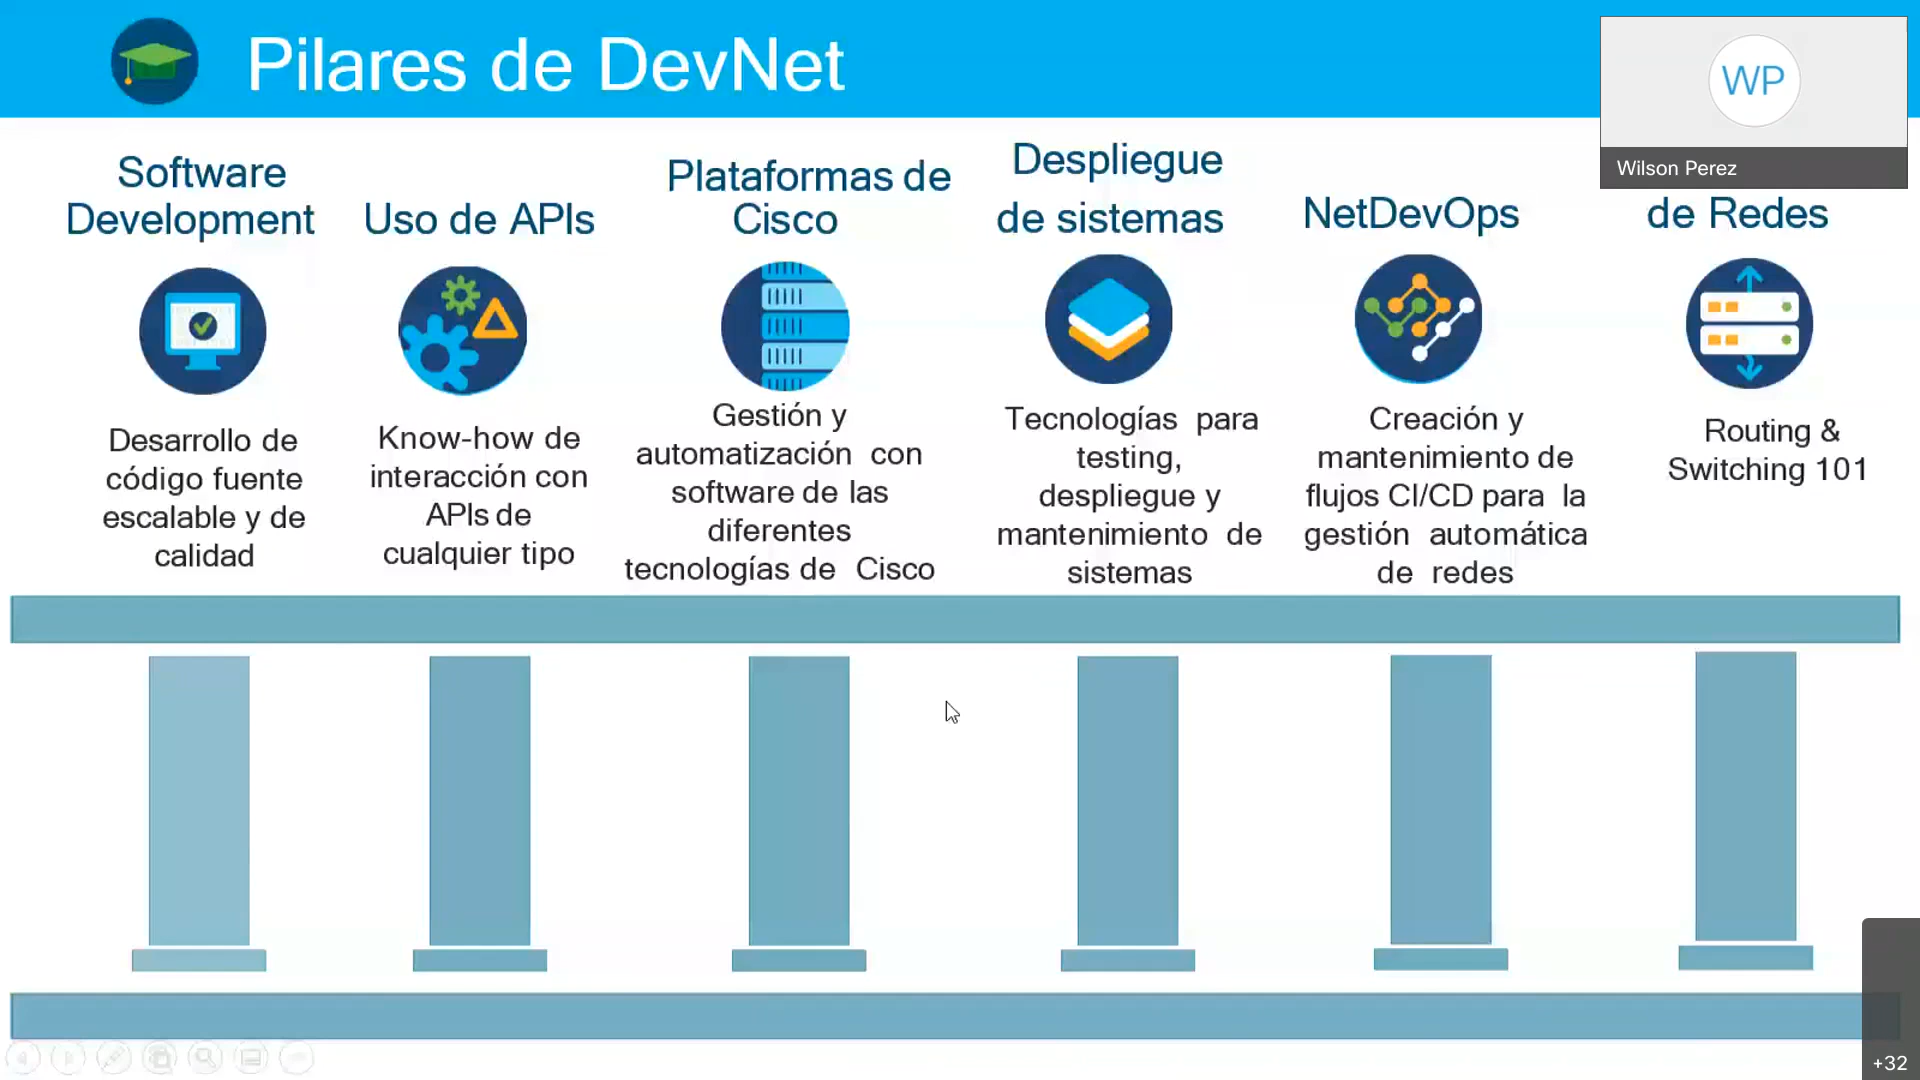 Pilares de DevNet
WP
Wilson Perez
Software
Development
Desarrollo de
código fuente
escalable y de
calidad
Uso de APIs
Know-how de
interacción con
APIs de
cualquier tipo
Plataformas de
Cisco
Gestión y
automatización con
software de las
diferentes
tecnologías de Cisco
Despliegue
de sistemas
Tecnologías para
testing,
despliegue y
mantenimiento de
sistemas
NetDevOps
Creación y
mantenimiento de
flujos CI/CD para la
gestión automática
de redes
de Redes
Routing &
Switching 101
+32